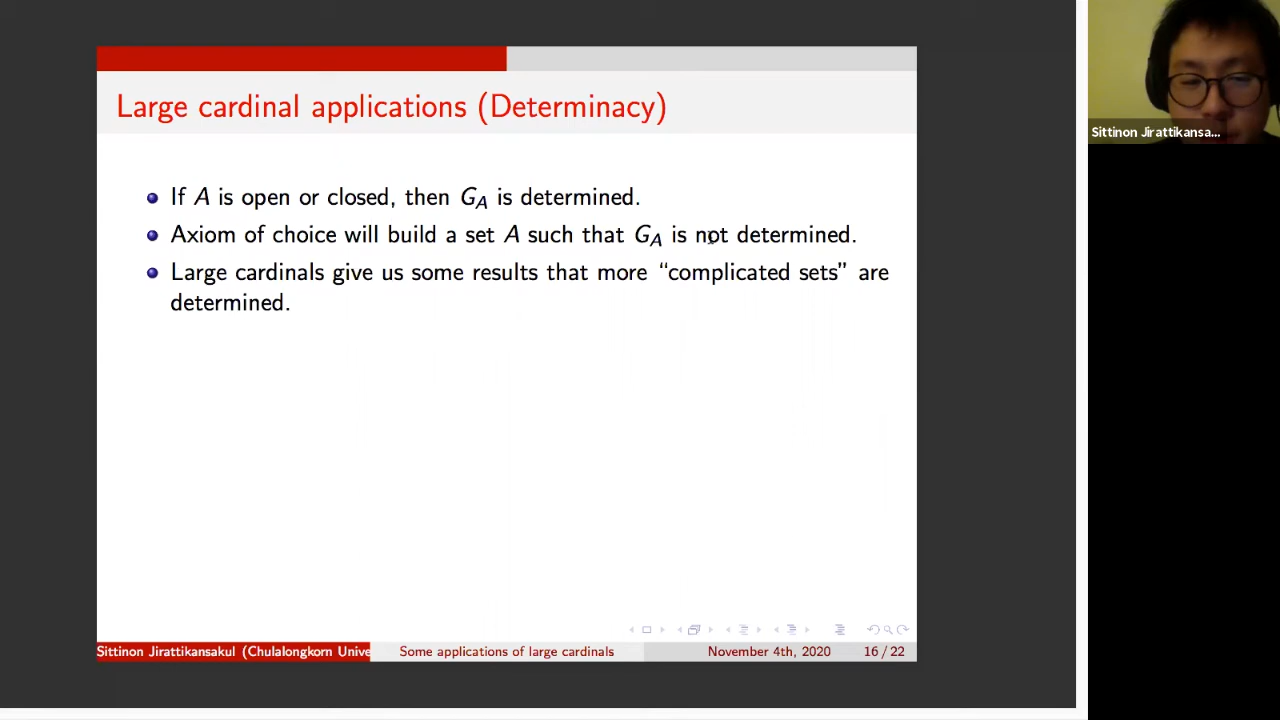 Large cardinal applications (Determinacy)
If A is open or closed, then G_A is determined.
Axiom of choice will build a set A such that G_A is not determined.
Large cardinals give us some results that more “complicated sets” are
determined.
Sittinon Jirattikansakul (Chulalongkorn Unive
Some applications of large cardinals
November 4th, 2020
16 / 22
Sittinon Jirattikansa...